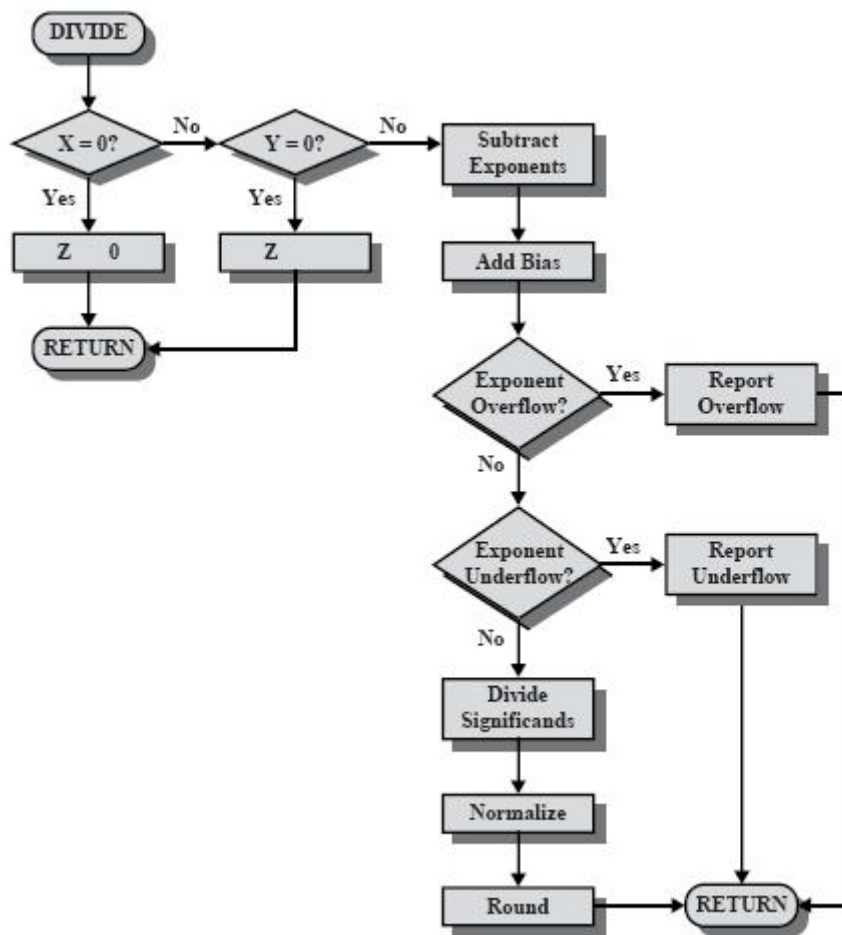 DIVIDE
X = 0?
No
Y = 0?
No
Subtract
Exponents
Yes
Yes
Z 0
Z
Add Bias
RETURN
Exponent
Overflow?
Yes
Report
Overflow
No
Exponent
Underflow?
Yes
Report
Underflow
No
Divide
Significands
Normalize
Round
RETURN